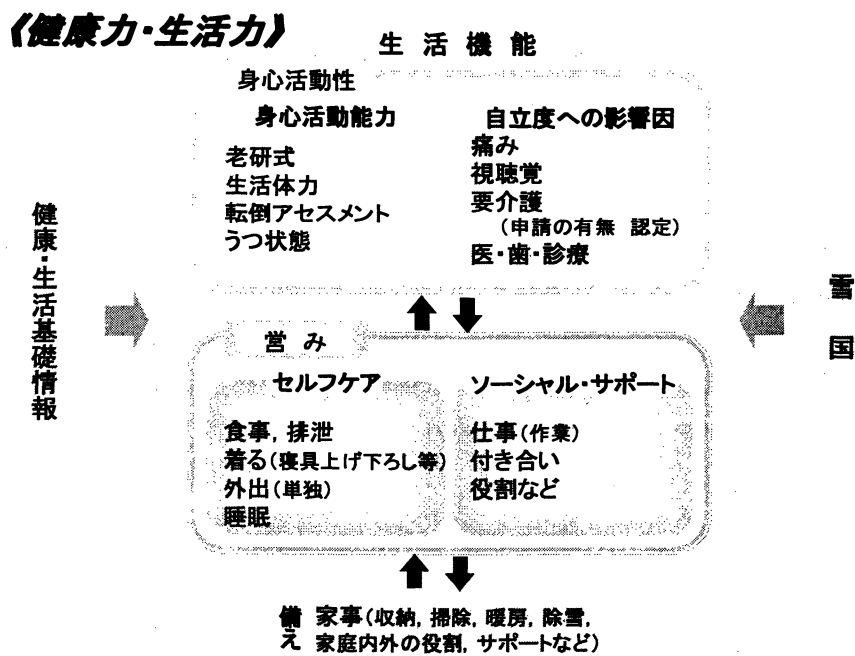 《健康力・生活力》
生活機能
身心活動性
身心活動能力
老研式
生活体力
転倒アセスメント
うつ状態
自立度への影響因
痛み
視聴覚
要介護
(申請の有無 認定)
医・歯・診療
健康・生活基礎情報
雪国
営み
セルフケア
食事, 排泄
着る(寝具上げ下ろし等)
外出(単独)
睡眠
ソーシャル・サポート
仕事(作業)
付き合い
役割など
備え
家事(収納, 掃除, 暖房, 除雪,
家庭内外の役割, サポートなど)